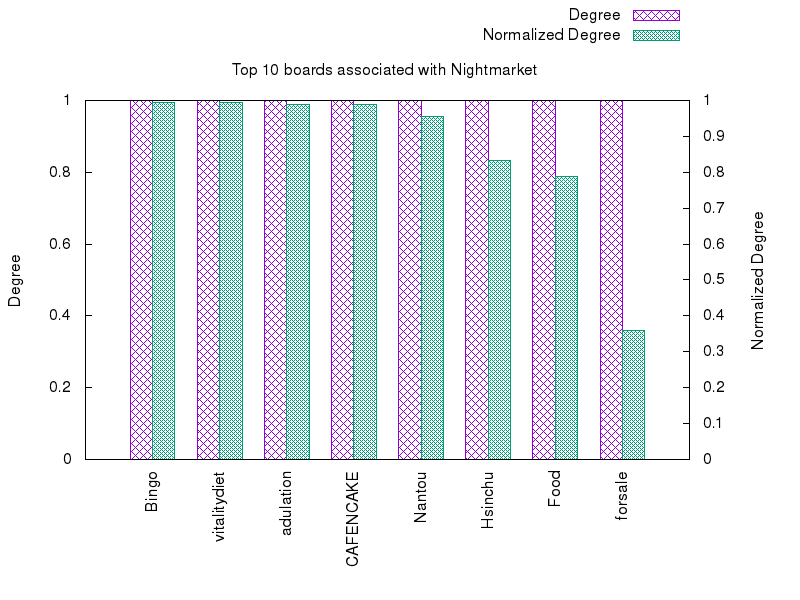 Degree
Normalized Degree
Top 10 boards associated with Nightmarket
1
0.8
0.6
0.4
0.2
0
Degree
1
0.9
0.8
0.7
0.6
0.5
0.4
0.3
0.2
0.1
0
Normalized Degree
Bingo
vitalitydiet
adulation
CAFENCAKE
Nantou
Hsinchu
Food
forsale